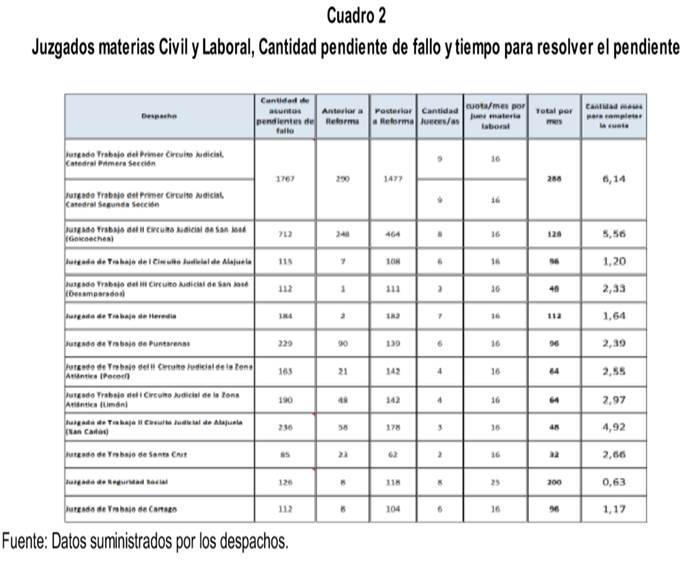 Cuadro 2
Juzgados materias Civil y Laboral, Cantidad pendiente de fallo y tiempo para resolver el pendiente
Despacho | Cantidad de asuntos pendientes de fallo | Anterior a Reforma | Posterior a Reforma | Cantidad Jueces/as | cuota/mes por juez materia laboral | Total por mes | Cantidad meses para completar la cuota
Juzgado Trabajo del Primer Circuito Judicial, Catedral Primera Sección | 1767 | 290 | 1477 | 9 | 16 | 288 | 6,14
Juzgado Trabajo del Primer Circuito Judicial, Catedral Segunda Sección | 9 | 16
Juzgado Trabajo del II Circuito Judicial de San José (Goicoechea) | 712 | 248 | 464 | 8 | 16 | 128 | 5,56
Juzgado de Trabajo de I Circuito Judicial de Alajuela | 115 | 7 | 108 | 6 | 16 | 96 | 1,20
Juzgado de Trabajo del III Circuito Judicial de San José (Desamparados) | 112 | 1 | 111 | 3 | 16 | 48 | 2,33
Juzgado de Trabajo de Heredia | 184 | 2 | 182 | 7 | 16 | 112 | 1,64
Juzgado de Trabajo de Puntarenas | 229 | 90 | 139 | 6 | 16 | 96 | 2,39
Juzgado de Trabajo del II Circuito Judicial de la Zona Atlántica (Pococí) | 163 | 21 | 142 | 4 | 16 | 64 | 2,55
Juzgado Trabajo del I Circuito Judicial de la Zona Atlántica (Limón) | 190 | 48 | 142 | 4 | 16 | 64 | 2,97
Juzgado de Trabajo II Circuito Judicial de Alajuela (San Carlos) | 236 | 58 | 178 | 3 | 16 | 48 | 4,92
Juzgado de Trabajo de Santa Cruz | 85 | 23 | 62 | 2 | 16 | 32 | 2,66
Juzgado de Seguridad Social | 126 | 8 | 118 | 8 | 25 | 200 | 0,63
Juzgado de Trabajo de Cartago | 112 | 8 | 104 | 6 | 16 | 96 | 1,17
Fuente: Datos suministrados por los despachos.